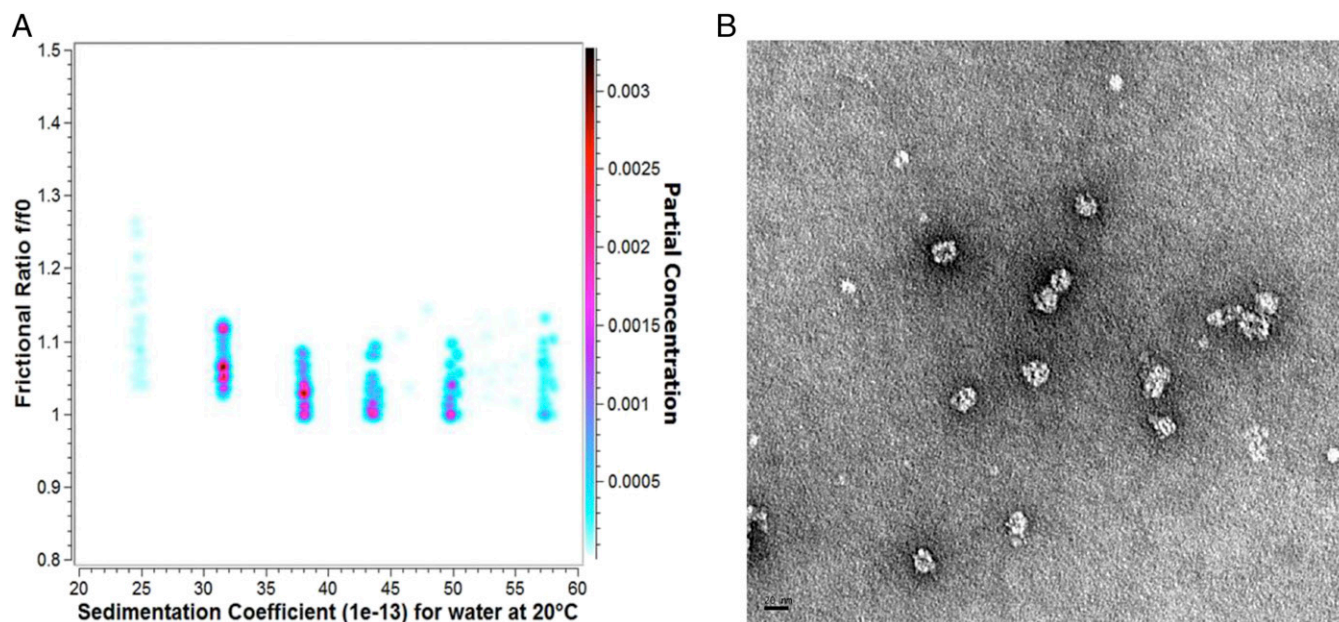 A
B
1.5
1.4
1.3
1.2
1.1
1
0.9
0.8
Frictional Ratio f/f0
20 25 30 35 40 45 50 55 60
Sedimentation Coefficient (1e-13) for water at 20°C
0.003
0.0025
0.002
0.0015
0.001
0.0005
Partial Concentration
20 nm